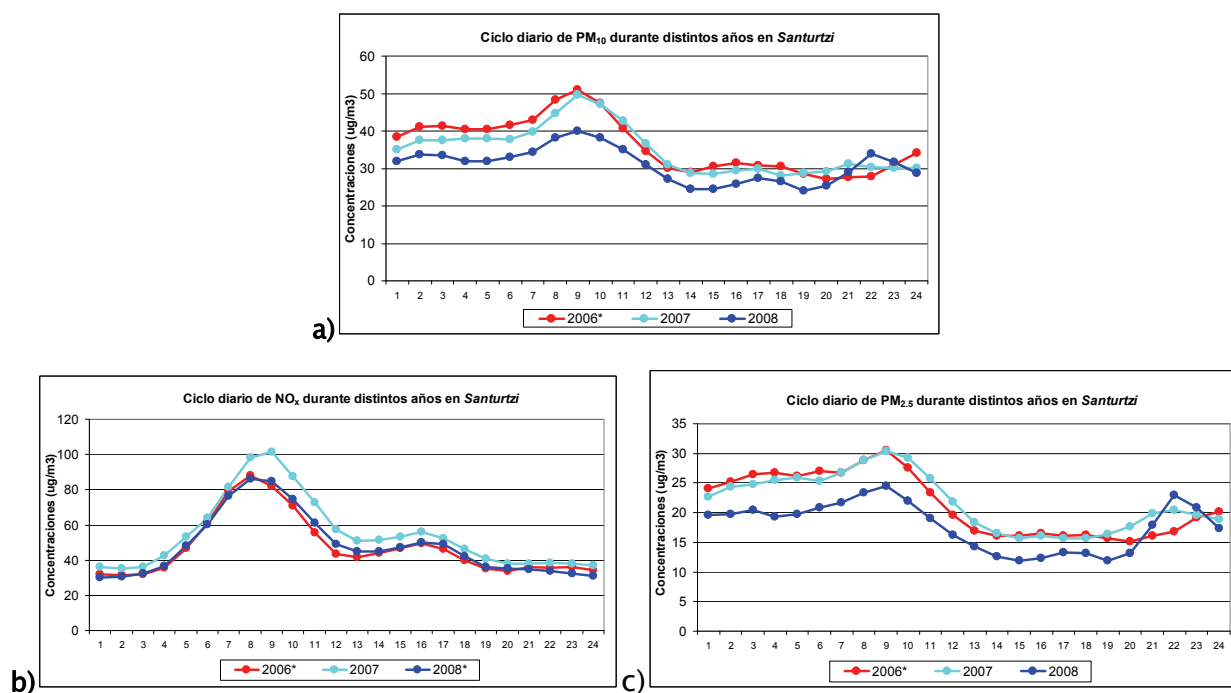 Ciclo diario de PM10 durante distintos años en Santurtzi
Concentraciones (ug/m3)
60
50
40
30
20
10
0
1 2 3 4 5 6 7 8 9 10 11 12 13 14 15 16 17 18 19 20 21 22 23 24
2006* 2007 2008
a)
Ciclo diario de NOx durante distintos años en Santurtzi
Concentraciones (ug/m3)
120
100
80
60
40
20
0
1 2 3 4 5 6 7 8 9 10 11 12 13 14 15 16 17 18 19 20 21 22 23 24
2006* 2007 2008*
b)
Ciclo diario de PM2.5 durante distintos años en Santurtzi
Concentraciones (ug/m3)
35
30
25
20
15
10
5
0
1 2 3 4 5 6 7 8 9 10 11 12 13 14 15 16 17 18 19 20 21 22 23 24
2006* 2007 2008
c)